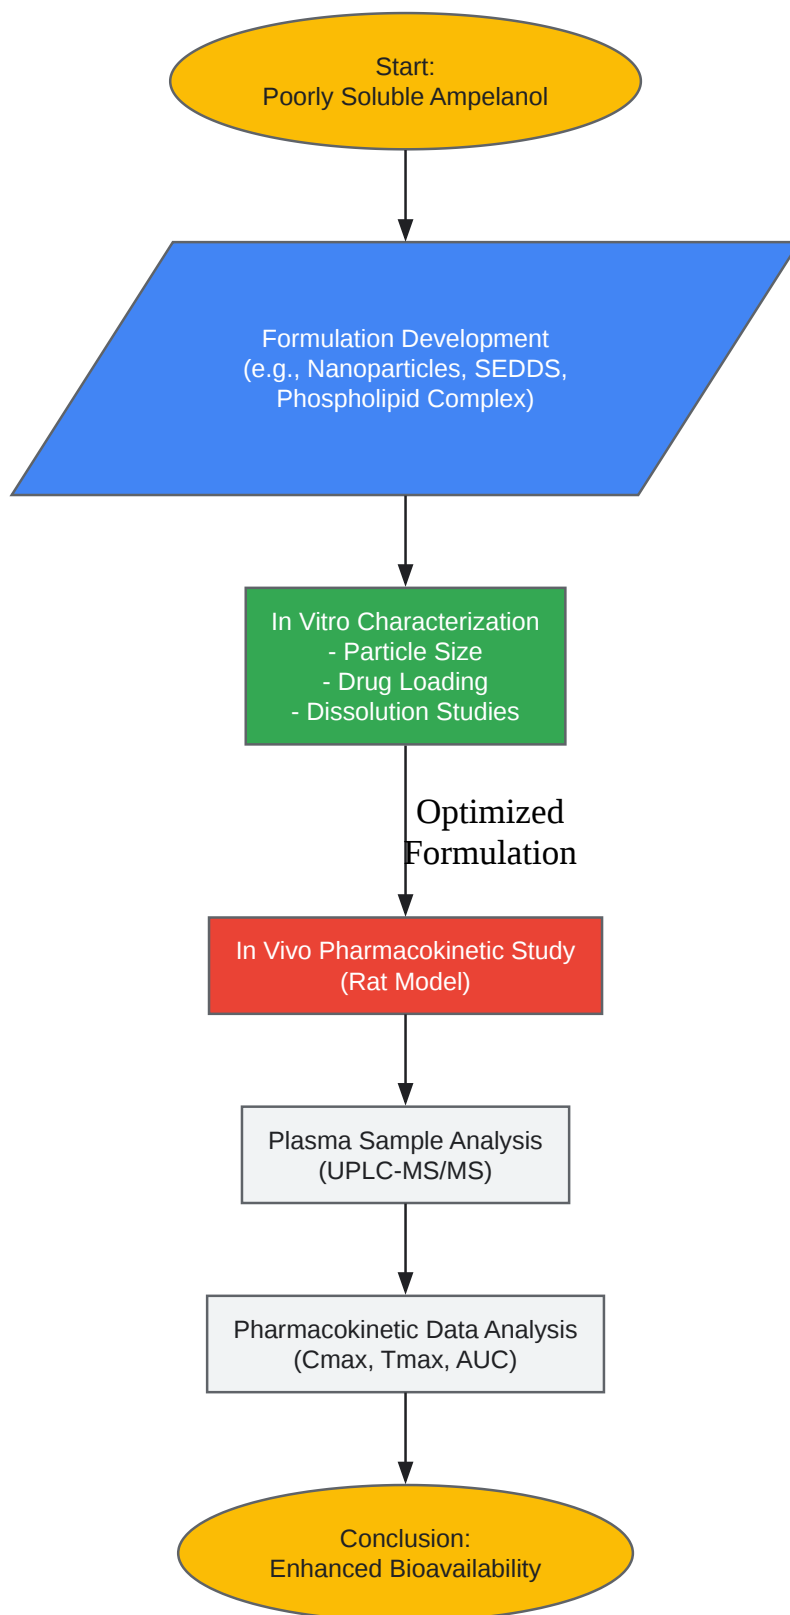 Start:
Poorly Soluble Ampelanol
Formulation Development
(e.g., Nanoparticles, SEDDS,
Phospholipid Complex)
In Vitro Characterization
- Particle Size
- Drug Loading
- Dissolution Studies
Optimized
Formulation
In Vivo Pharmacokinetic Study
(Rat Model)
Plasma Sample Analysis
(UPLC-MS/MS)
Pharmacokinetic Data Analysis
(Cmax, Tmax, AUC)
Conclusion:
Enhanced Bioavailability